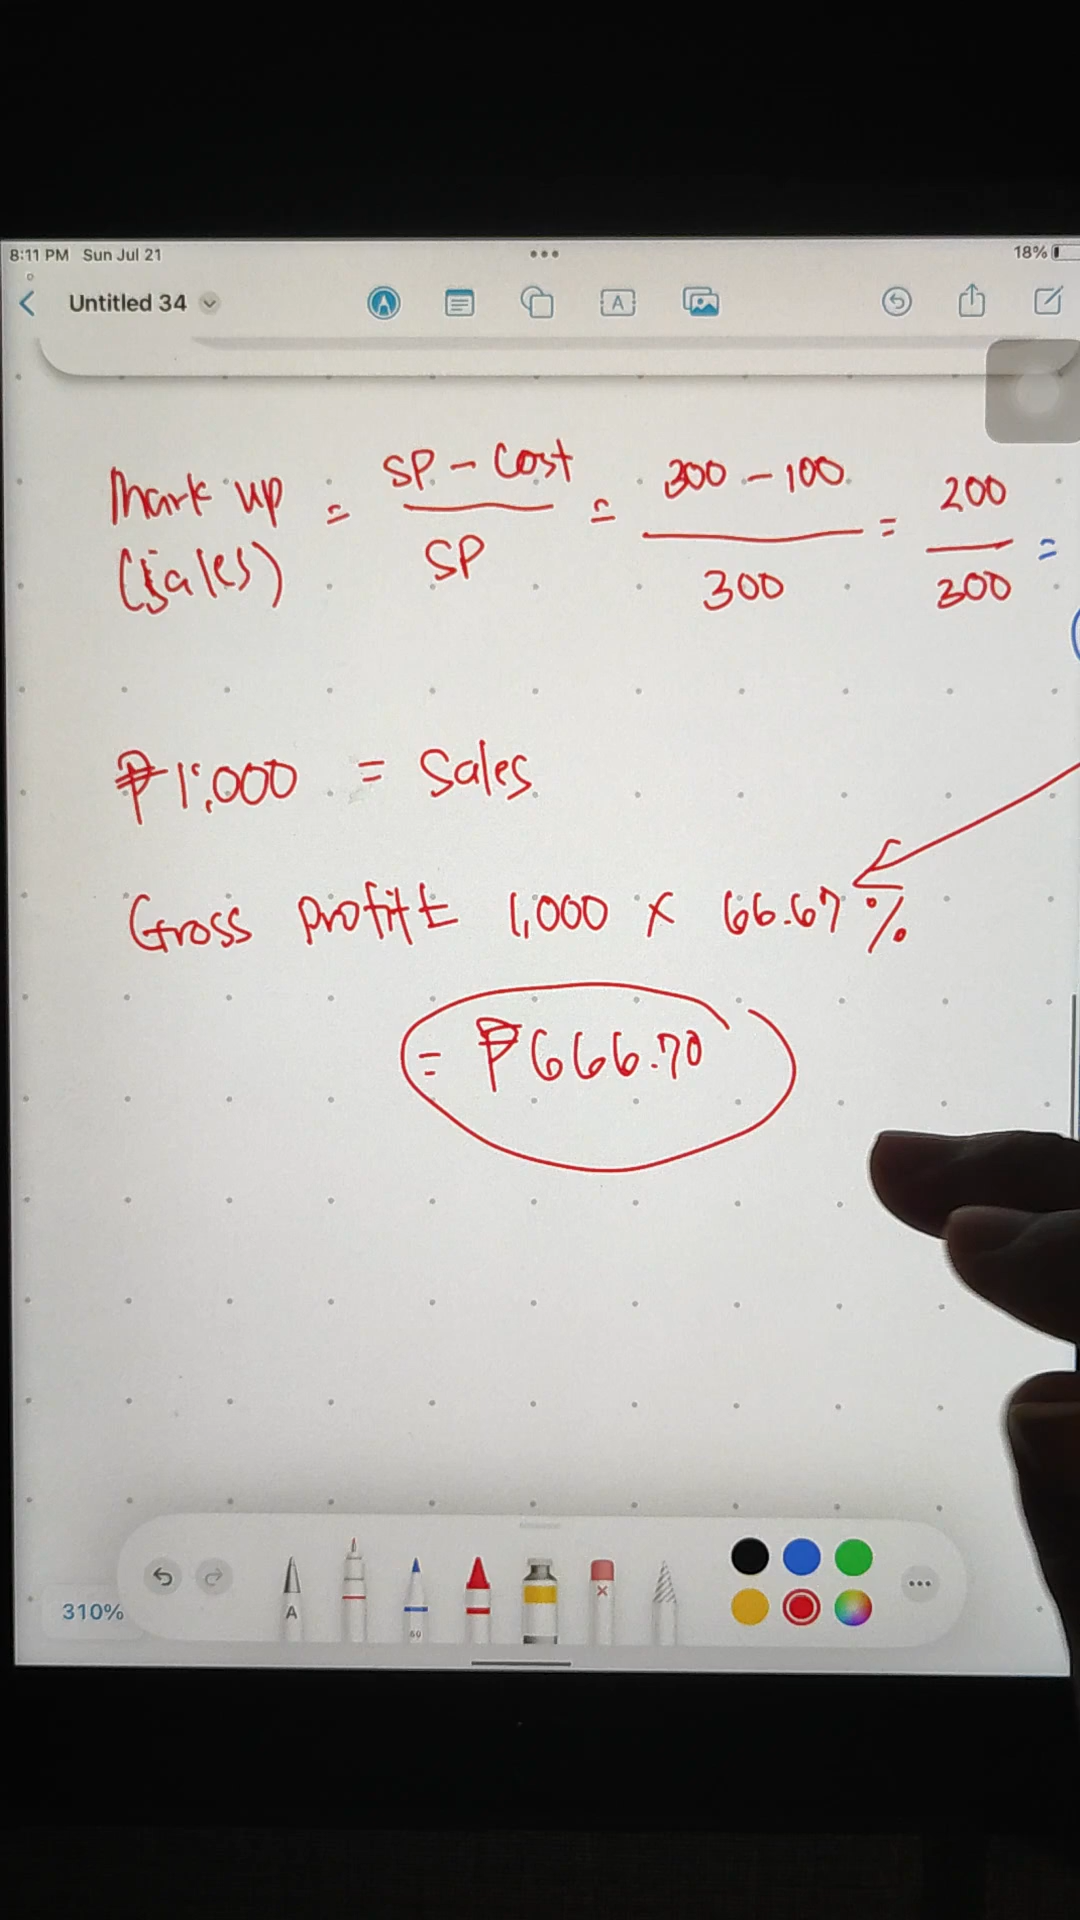 8:11 PM Sun Jul 21
18%
Untitled 34
A
Mark up (Sales) = SP - Cost / SP = 300 - 100 / 300 = 200 / 300 =
₱1,000 = Sales
Gross profit 1,000 x 66.67%
= ₱666.70
A
50
310%